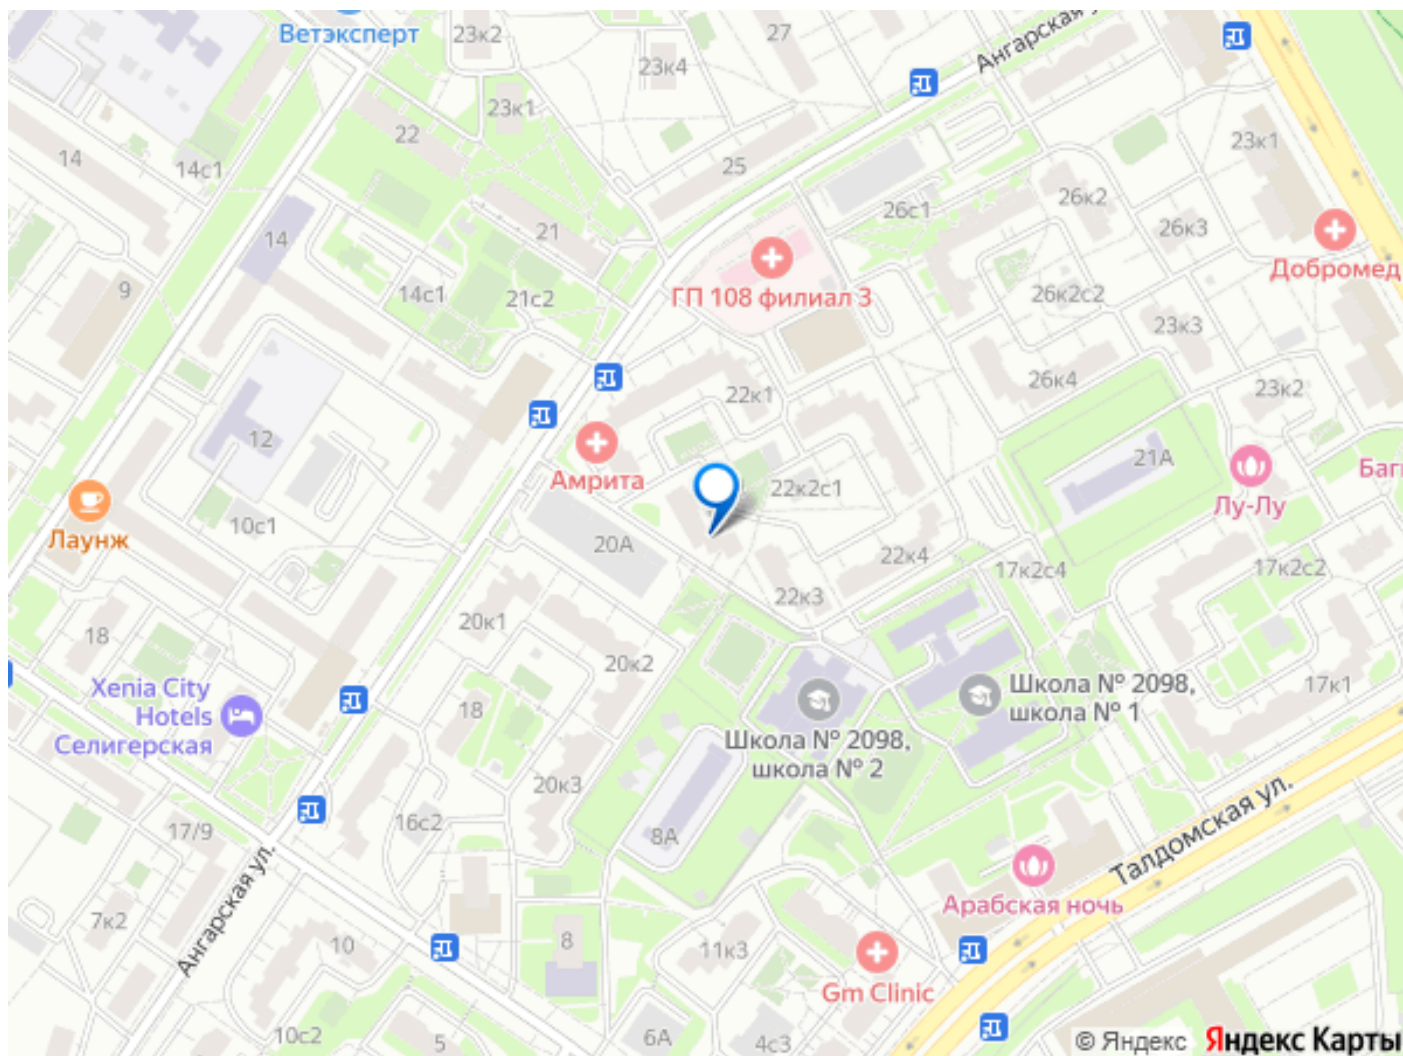 Ветэксперт
23к2
27
Ангарская у
23к4
23к1
22
23к1
14
14с1
25
26к2
26с1
26к3
21
14
Добромед
9
14с1
21с2
ГП 108 филиал 3
26к2с2
23к3
26к4
22к1
23к2
12
Амрита
21А
Баг
22к2с1
Лу-Лу
10с1
Лаунж
20А
22к4
17к2с4
17к2с2
22к3
20к1
18
20к2
Xenia City
Hotels
Селигерская
18
Школа № 2098,
школа № 1
17к1
Школа № 2098,
школа № 2
20к3
16с2
17/9
8А
Талдомская ул.
Ангарская ул.
Арабская ночь
7к2
10
8
11к3
Gm Clinic
10с2
5
6А
4с3
© Яндекс Яндекс Карты